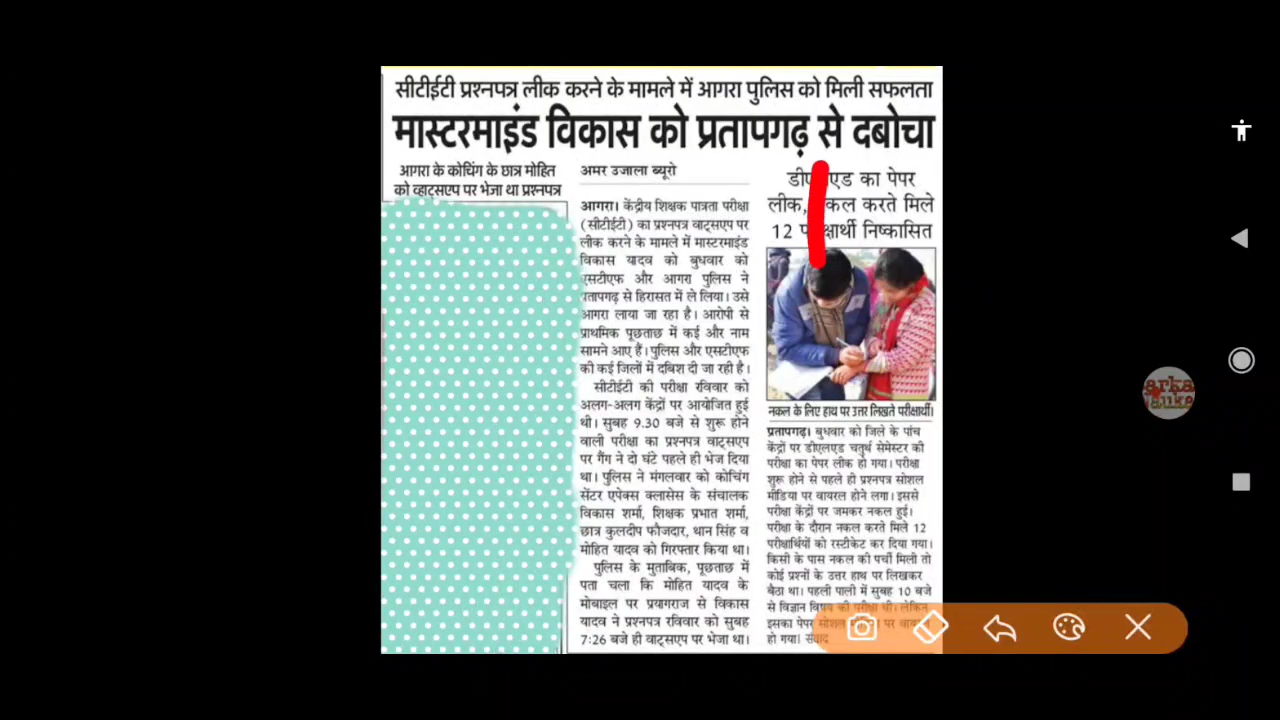 सीटीईटी प्रश्नपत्र लीक करने के मामले में आगरा पुलिस को मिली सफलता
मास्टरमाइंड विकास को प्रतापगढ़ से दबोचा
आगरा के कोचिंग के छात्र मोहित
को व्हाट्सएप पर भेजा था प्रश्नपत्र
अमर उजाला ब्यूरो
आगरा। केंद्रीय शिक्षक पात्रता परीक्षा
(सीटीईटी) का प्रश्नपत्र वाट्सएप पर
लीक करने के मामले में मास्टरमाइंड
विकास यादव को बुधवार को
एसटीएफ और आगरा पुलिस ने
प्रतापगढ़ से हिरासत में ले लिया। उसे
आगरा लाया जा रहा है। आरोपी से
प्राथमिक पूछताछ में कई और नाम
सामने आए हैं। पुलिस और एसटीएफ
की कई जिलों में दबिश दी जा रही है।
सीटीईटी की परीक्षा रविवार को
अलग-अलग केंद्रों पर आयोजित हुई
थी। सुबह 9.30 बजे से शुरू होने
वाली परीक्षा का प्रश्नपत्र वाट्सएप
पर गैंग ने दो घंटे पहले ही भेज दिया
था। पुलिस ने मंगलवार को कोचिंग
सेंटर एपेक्स क्लासेस के संचालक
विकास शर्मा, शिक्षक प्रभात शर्मा,
छात्र कुलदीप फौजदार, थान सिंह व
मोहित यादव को गिरफ्तार किया था।
पुलिस के मुताबिक, पूछताछ में
पता चला कि मोहित यादव के
मोबाइल पर प्रयागराज से विकास
यादव ने प्रश्नपत्र रविवार को सुबह
7:26 बजे ही वाट्सएप पर भेजा था।
का पेपर
लीक, करते मिले
12 निष्कासित
नकल के लिए हाथ पर उत्तर लिखते परीक्षार्थी।
प्रतापगढ़। बुधवार को जिले के पांच
केंद्रों पर डीएलएड चतुर्थ सेमेस्टर की
परीक्षा का पेपर लीक हो गया। परीक्षा
शुरू होने से पहले ही प्रश्नपत्र सोशल
मीडिया पर वायरल होने लगा। इससे
परीक्षा केंद्रों पर जमकर नकल हुई।
परीक्षा के दौरान नकल करते मिले 12
परीक्षार्थियों को रस्टीकेट कर दिया गया।
किसी के पास नकल की पर्ची मिली तो
कोई प्रश्नों के उत्तर हाथ पर लिखकर
बैठा था। पहली पाली में सुबह 10 बजे
से विज्ञान विषय की परीक्षा थी। लेकिन
इसका पेपर सोशल मीडिया पर
हो गया।